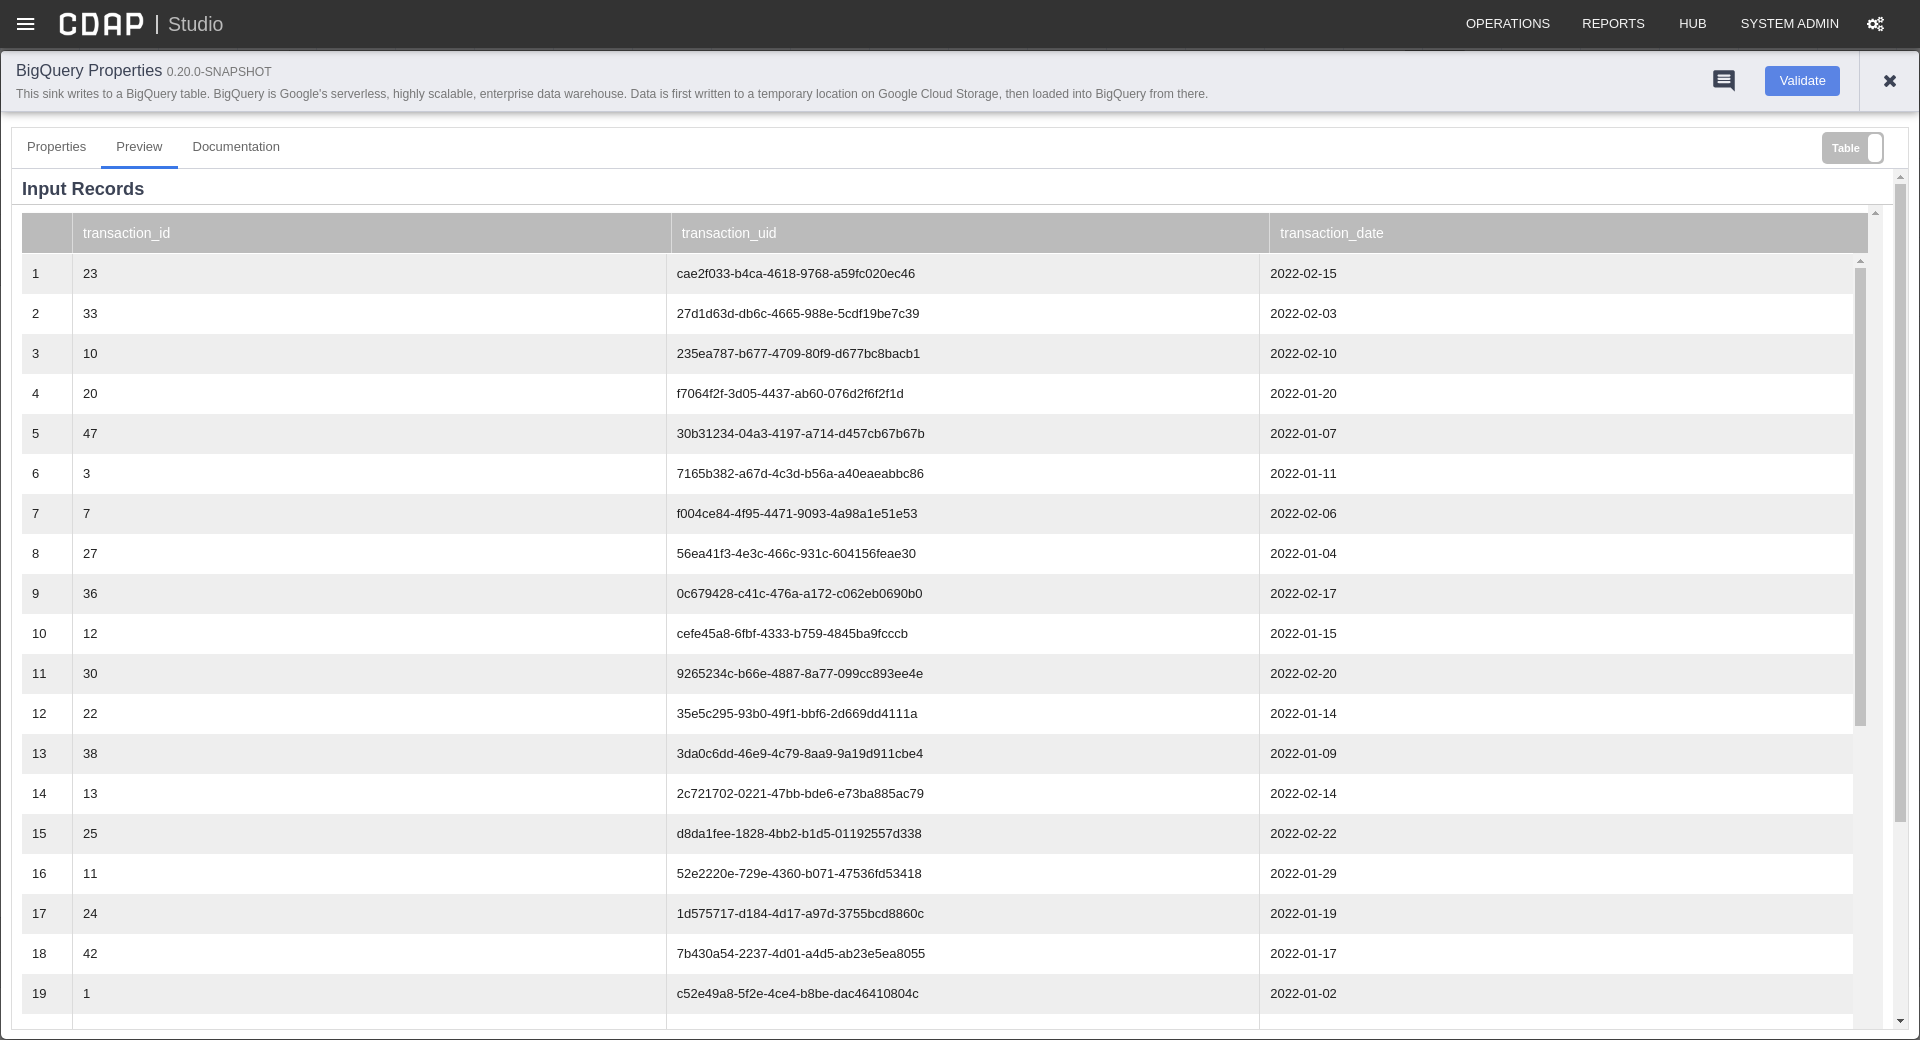 CDAP | Studio OPERATIONS REPORTS HUB SYSTEM ADMIN
BigQuery Properties 0.20.0-SNAPSHOT
This sink writes to a BigQuery table. BigQuery is Google's serverless, highly scalable, enterprise data warehouse. Data is first written to a temporary location on Google Cloud Storage, then loaded into BigQuery from there.
Validate
Properties Preview Documentation Table
Input Records
transaction_id transaction_uid transaction_date
1 23 cae2f033-b4ca-4618-9768-a59fc020ec46 2022-02-15
2 33 27d1d63d-db6c-4665-988e-5cdf19be7c39 2022-02-03
3 10 235ea787-b677-4709-80f9-d677bc8bacb1 2022-02-10
4 20 f7064f2f-3d05-4437-ab60-076d2f6f2f1d 2022-01-20
5 47 30b31234-04a3-4197-a714-d457cb67b67b 2022-01-07
6 3 7165b382-a67d-4c3d-b56a-a40eaeabbc86 2022-01-11
7 7 f004ce84-4f95-4471-9093-4a98a1e51e53 2022-02-06
8 27 56ea41f3-4e3c-466c-931c-604156feae30 2022-01-04
9 36 0c679428-c41c-476a-a172-c062eb0690b0 2022-02-17
10 12 cefe45a8-6fbf-4333-b759-4845ba9fcccb 2022-01-15
11 30 9265234c-b66e-4887-8a77-099cc893ee4e 2022-02-20
12 22 35e5c295-93b0-49f1-bbf6-2d669dd4111a 2022-01-14
13 38 3da0c6dd-46e9-4c79-8aa9-9a19d911cbe4 2022-01-09
14 13 2c721702-0221-47bb-bde6-e73ba885ac79 2022-02-14
15 25 d8da1fee-1828-4bb2-b1d5-01192557d338 2022-02-22
16 11 52e2220e-729e-4360-b071-47536fd53418 2022-01-29
17 24 1d575717-d184-4d17-a97d-3755bcd8860c 2022-01-19
18 42 7b430a54-2237-4d01-a4d5-ab23e5ea8055 2022-01-17
19 1 c52e49a8-5f2e-4ce4-b8be-dac46410804c 2022-01-02